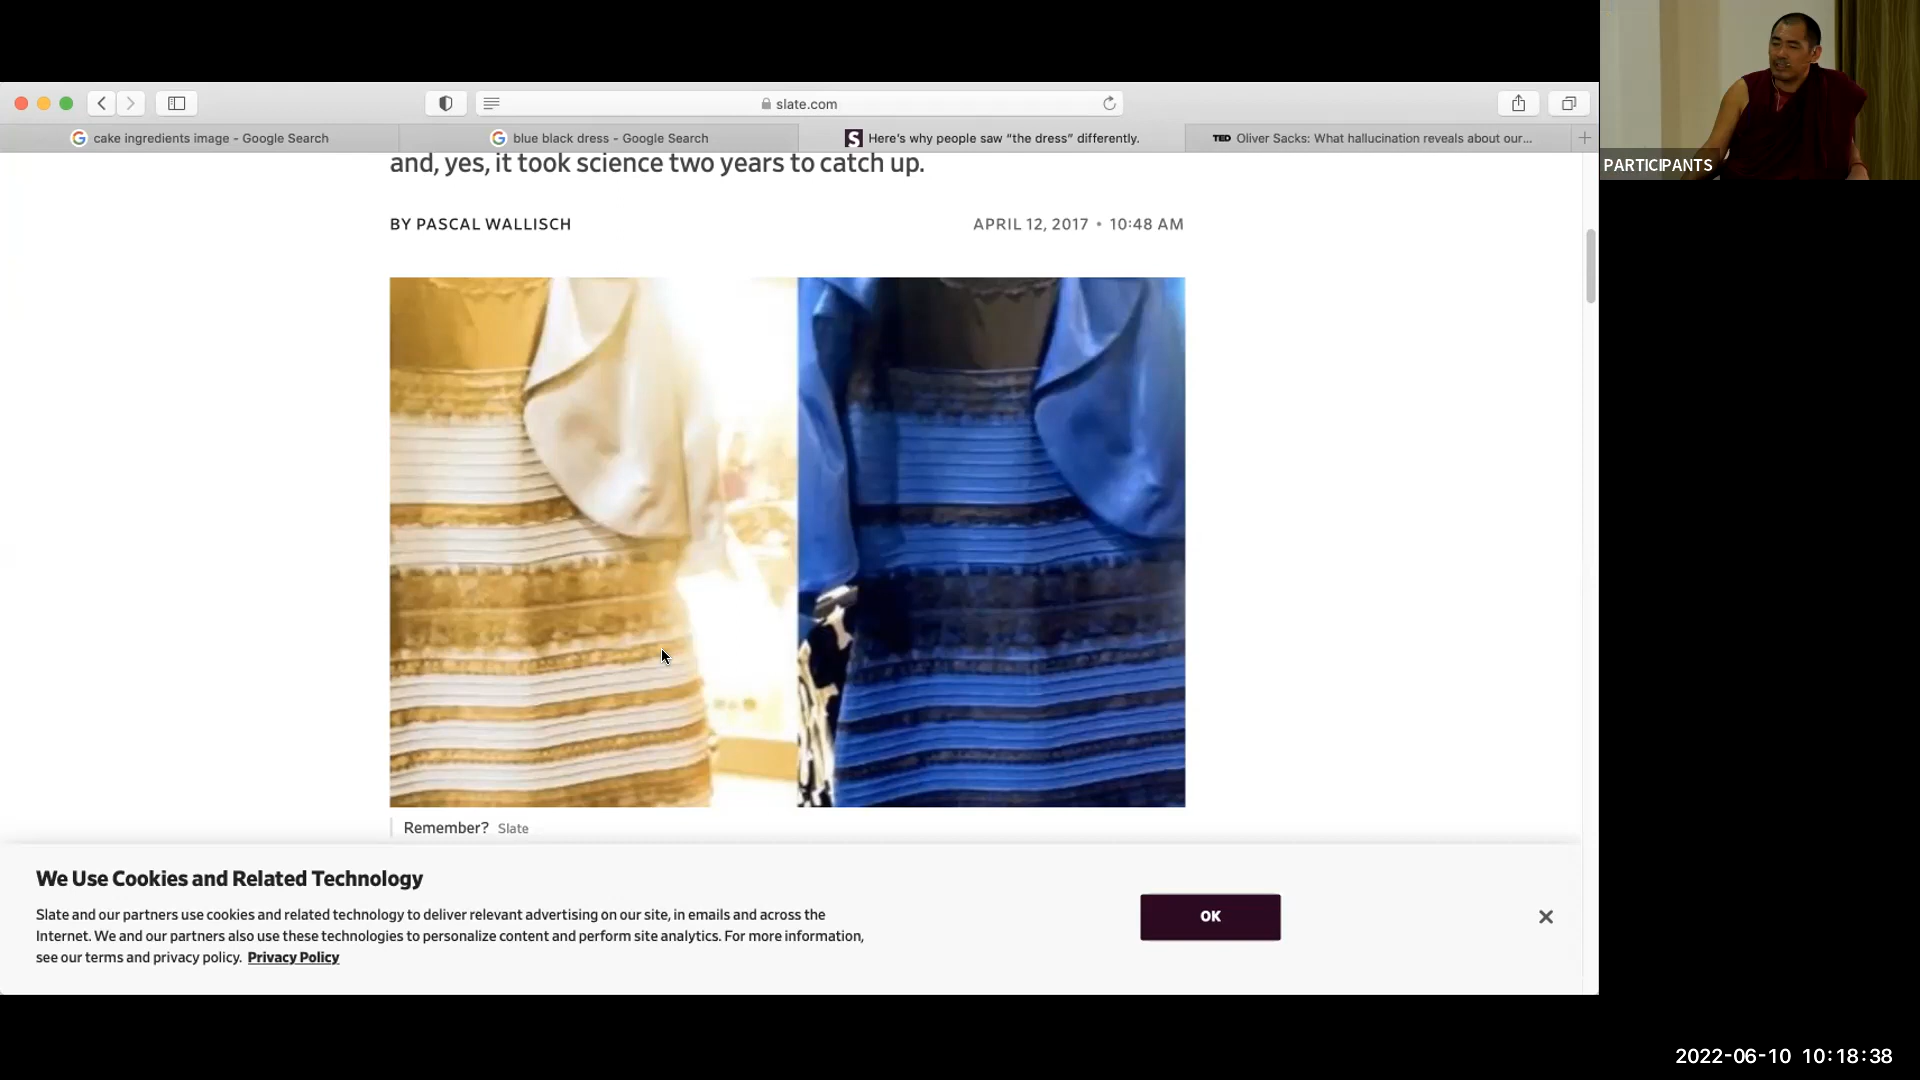 slate.com
cake ingredients image - Google Search
blue black dress - Google Search
Here's why people saw “the dress” differently.
TED Oliver Sacks: What hallucination reveals about our...
and, yes, it took science two years to catch up.
BY PASCAL WALLISCH
APRIL 12, 2017 • 10:48 AM
Remember? Slate
We Use Cookies and Related Technology
Slate and our partners use cookies and related technology to deliver relevant advertising on our site, in emails and across the
Internet. We and our partners also use these technologies to personalize content and perform site analytics. For more information,
see our terms and privacy policy. Privacy Policy
OK
PARTICIPANTS
2022-06-10 10:18:38